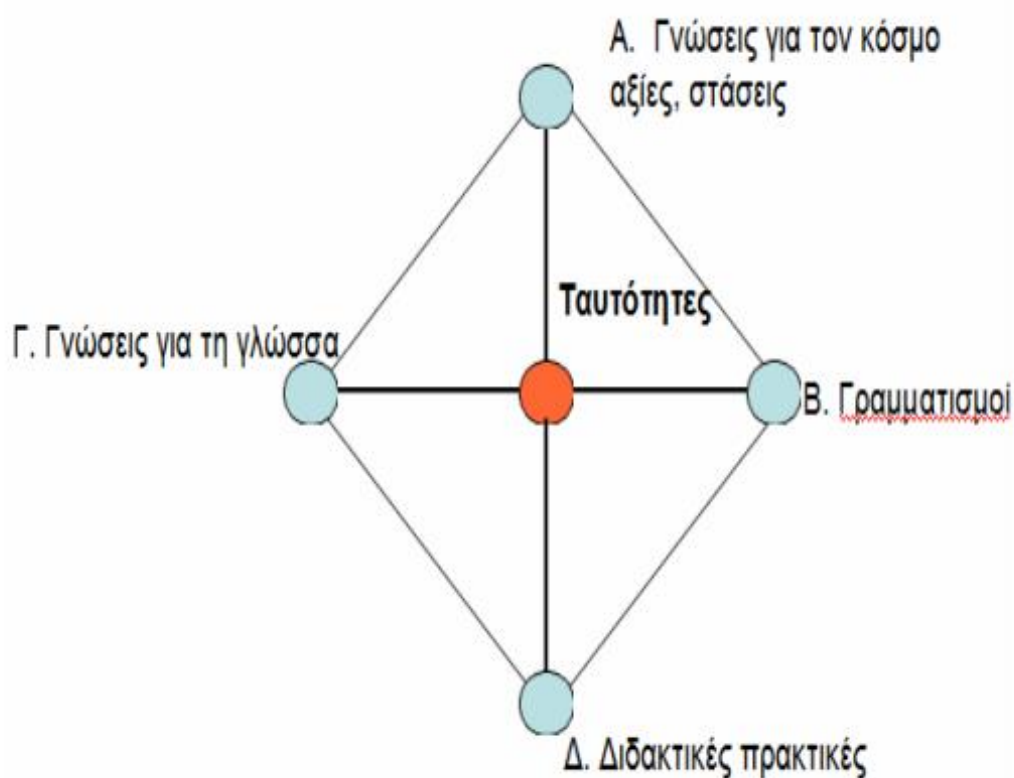 Α. Γνώσεις για τον κόσμο
αξίες, στάσεις
Ταυτότητες
Γ. Γνώσεις για τη γλώσσα
Β. Γραμματισμοί
Δ. Διδακτικές πρακτικές